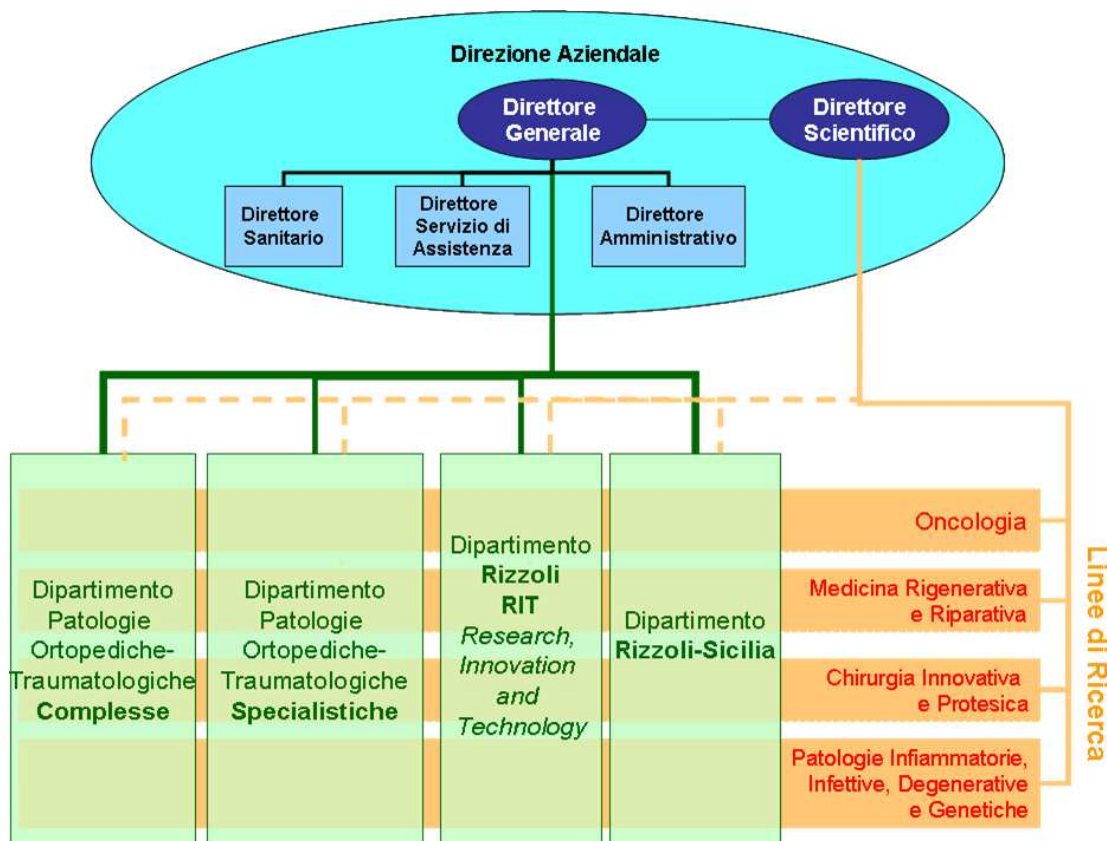 Direzione Aziendale
Direttore
Generale
Direttore
Scientifico
Direttore
Sanitario
Direttore
Servizio di
Assistenza
Direttore
Amministrativo
Dipartimento
Patologie
Ortopediche-
Traumatologiche
Complesse
Dipartimento
Patologie
Ortopediche-
Traumatologiche
Specialistiche
Dipartimento
Rizzoli
RIT
Research,
Innovation
and
Technology
Dipartimento
Rizzoli-Sicilia
Oncologia
Medicina Rigenerativa
e Riparativa
Chirurgia Innovativa
e Protesica
Patologie Infiammatorie,
Infettive, Degenerative
e Genetiche
Linee di Ricerca